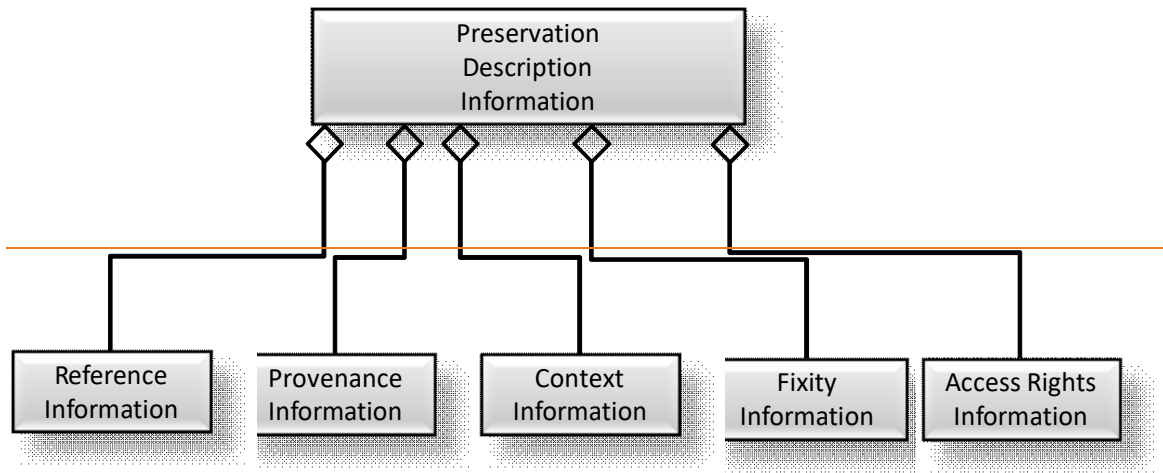 Preservation
Description
Information
Reference
Information
Provenance
Information
Context
Information
Fixity
Information
Access Rights
Information